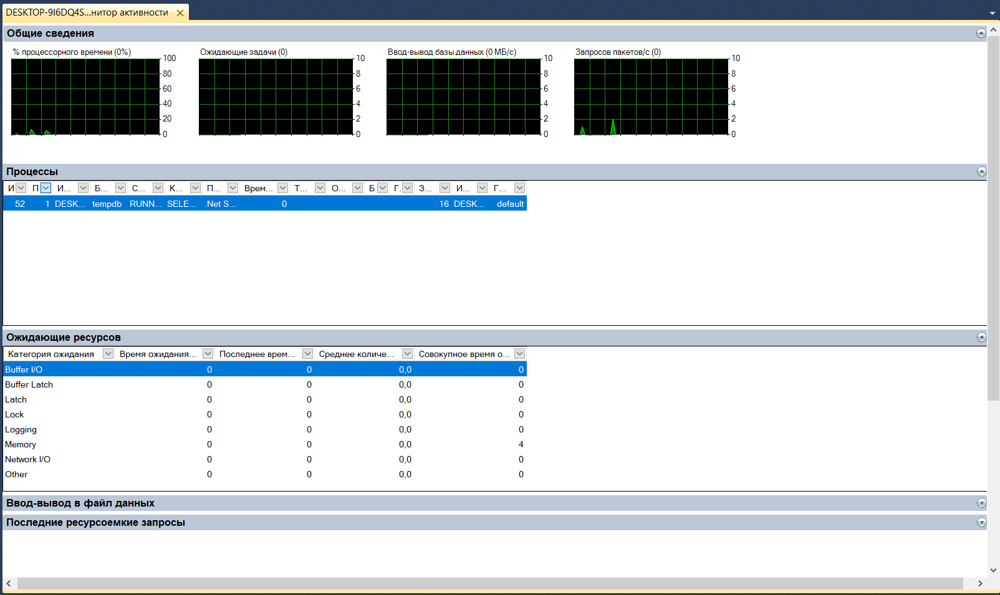 DESKTOP-9I6DQ4S...нитор активности
Общие сведения
% процессорного времени (0%)
100
80
60
40
20
0
Ожидающие задачи (0)
10
8
6
4
2
0
Ввод-вывод базы данных (0 МБ/с)
10
8
6
4
2
0
Запросов пакетов/с (0)
10
8
6
4
2
0
Процессы
И П И... Б... С... К... П... Врем... Т... О... Б. Г. З... И... Г...
52 1 DESK... tempdb RUNN... SELE... .Net S... 0 16 DESK... default
Ожидающие ресурсов
Категория ожидания Время ожидания... Последнее врем... Среднее количе... Совокупное время о...
Buffer I/O 0 0 0,0 0
Buffer Latch 0 0 0,0 0
Latch 0 0 0,0 0
Lock 0 0 0,0 0
Logging 0 0 0,0 0
Memory 0 0 0,0 4
Network I/O 0 0 0,0 0
Other 0 0 0,0 0
Ввод-вывод в файл данных
Последние ресурсоемкие запросы